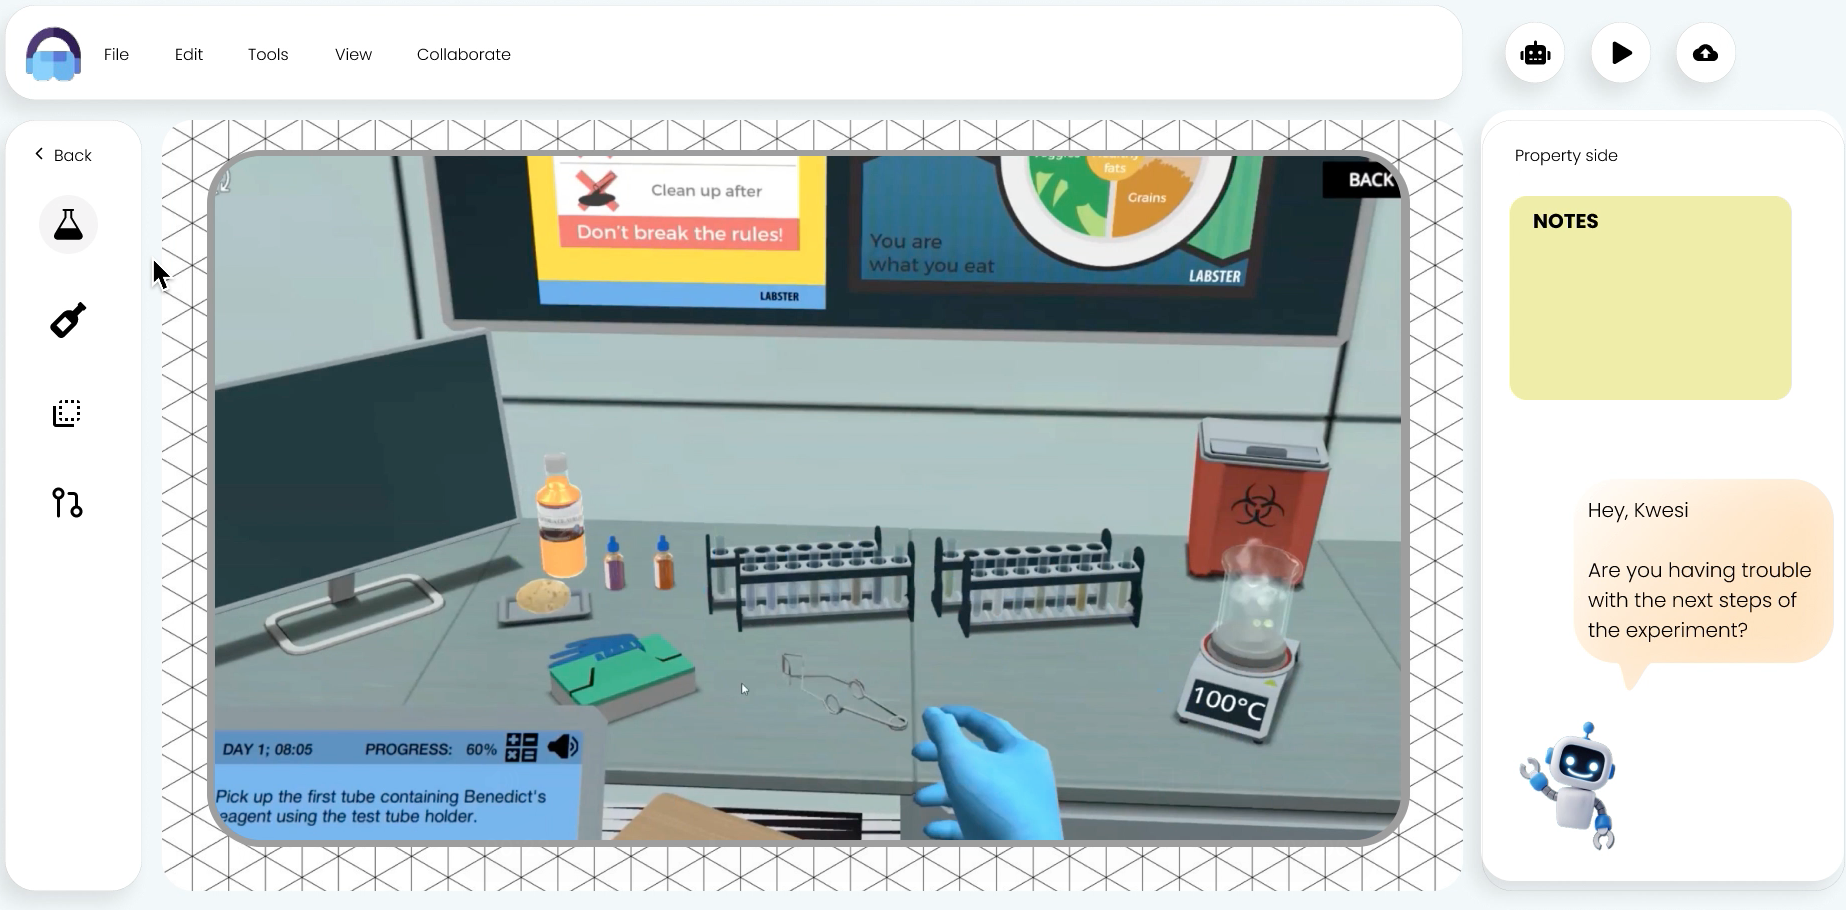 File
Edit
Tools
View
Collaborate
Back
Clean up after
Don't break the rules!
LABSTER
fats
Grains
You are
what you eat
LABSTER
BACK
100°C
DAY 1; 08:05
PROGRESS: 60%
Pick up the first tube containing Benedict's
eagent using the test tube holder.
Property side
NOTES
Hey, Kwesi
Are you having trouble
with the next steps of
the experiment?